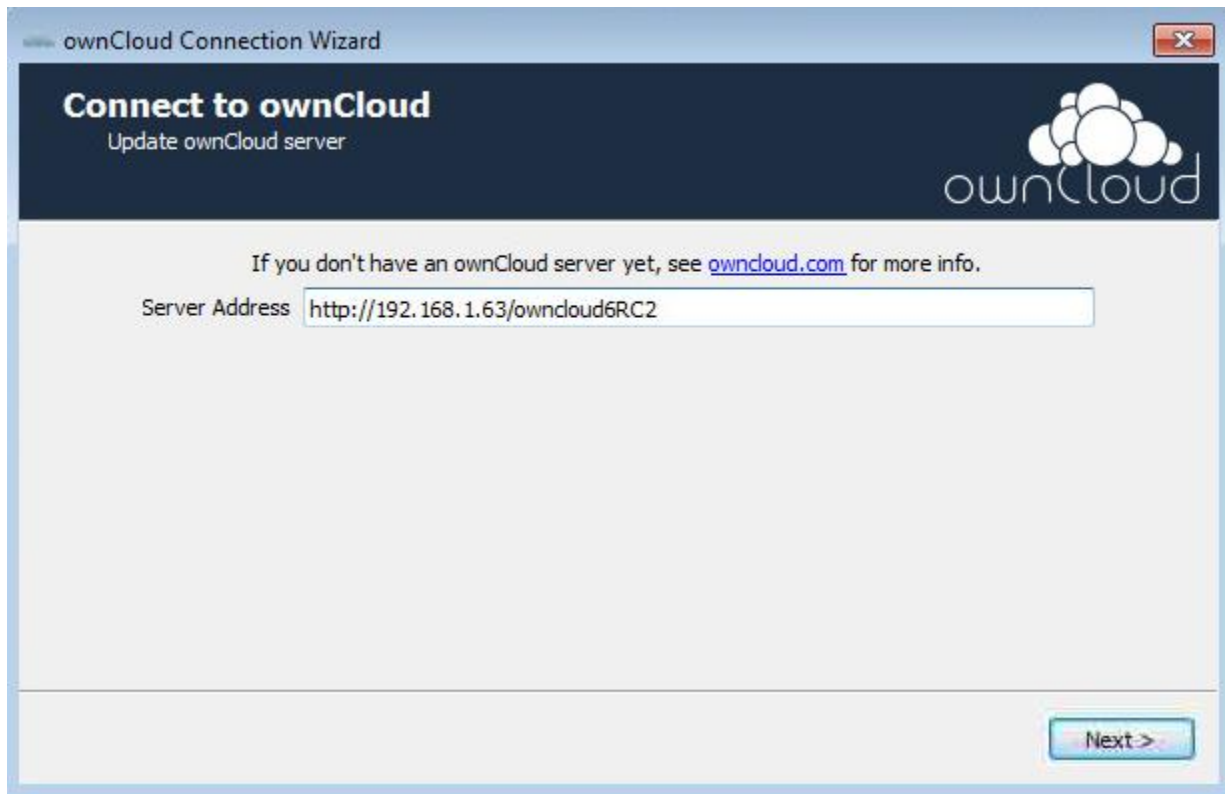 ownCloud Connection Wizard
Connect to ownCloud
Update ownCloud server
ownCloud
If you don't have an ownCloud server yet, see owncloud.com for more info.
Server Address http://192.168.1.63/owncloud6RC2
Next >